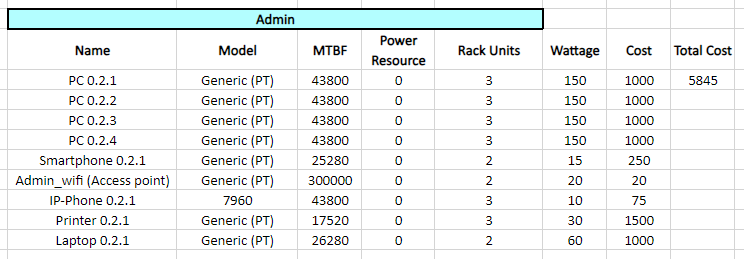 Admin
Name Model MTBF Power Resource Rack Units Wattage Cost Total Cost
PC 0.2.1 Generic (PT) 43800 0 3 150 1000 5845
PC 0.2.2 Generic (PT) 43800 0 3 150 1000
PC 0.2.3 Generic (PT) 43800 0 3 150 1000
PC 0.2.4 Generic (PT) 43800 0 3 150 1000
Smartphone 0.2.1 Generic (PT) 25280 0 2 15 250
Admin_wifi (Access point) Generic (PT) 300000 0 2 20 20
IP-Phone 0.2.1 7960 43800 0 3 10 75
Printer 0.2.1 Generic (PT) 17520 0 3 30 1500
Laptop 0.2.1 Generic (PT) 26280 0 2 60 1000